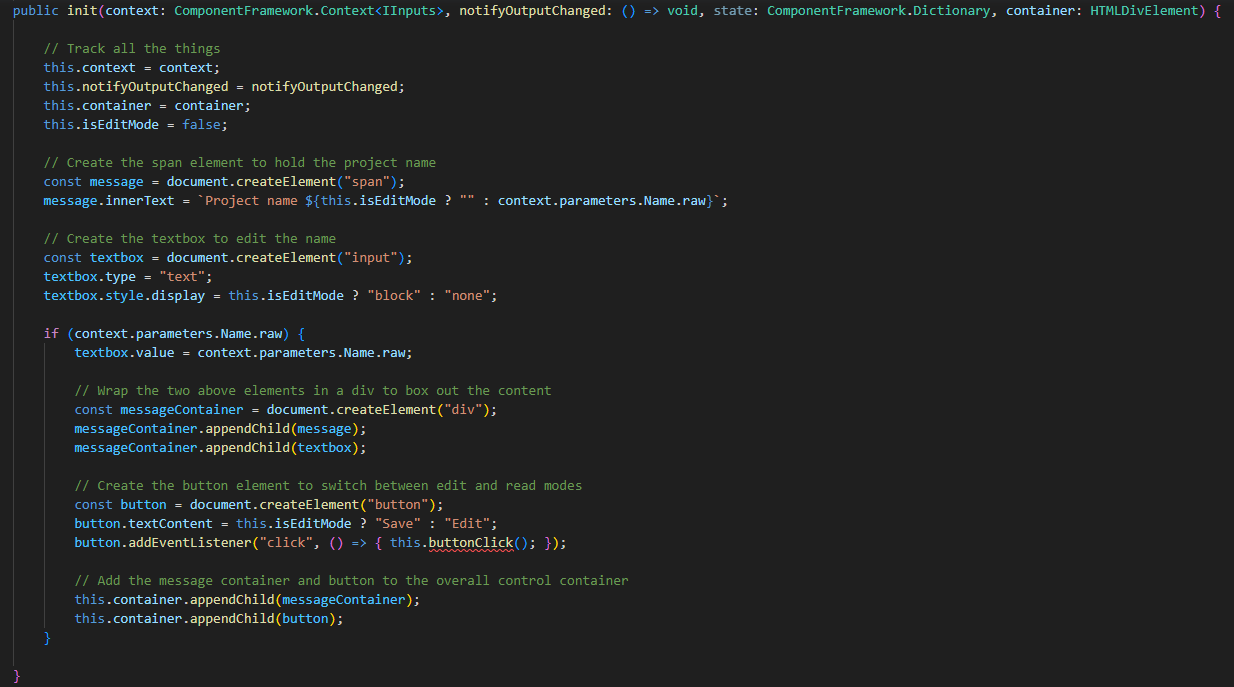 public init(context: ComponentFramework.Context<IInputs>, notifyOutputChanged: () => void, state: ComponentFramework.Dictionary, container: HTMLDivElement) {
// Track all the things
this.context = context;
this.notifyOutputChanged = notifyOutputChanged;
this.container = container;
this.isEditMode = false;
// Create the span element to hold the project name
const message = document.createElement("span");
message.innerText = `Project name ${this.isEditMode ? "" : context.parameters.Name.raw}`;
// Create the textbox to edit the name
const textbox = document.createElement("input");
textbox.type = "text";
textbox.style.display = this.isEditMode ? "block" : "none";
if (context.parameters.Name.raw) {
textbox.value = context.parameters.Name.raw;
// Wrap the two above elements in a div to box out the content
const messageContainer = document.createElement("div");
messageContainer.appendChild(message);
messageContainer.appendChild(textbox);
// Create the button element to switch between edit and read modes
const button = document.createElement("button");
button.textContent = this.isEditMode ? "Save" : "Edit";
button.addEventListener("click", () => { this.buttonClick(); });
// Add the message container and button to the overall control container
this.container.appendChild(messageContainer);
this.container.appendChild(button);
}
}